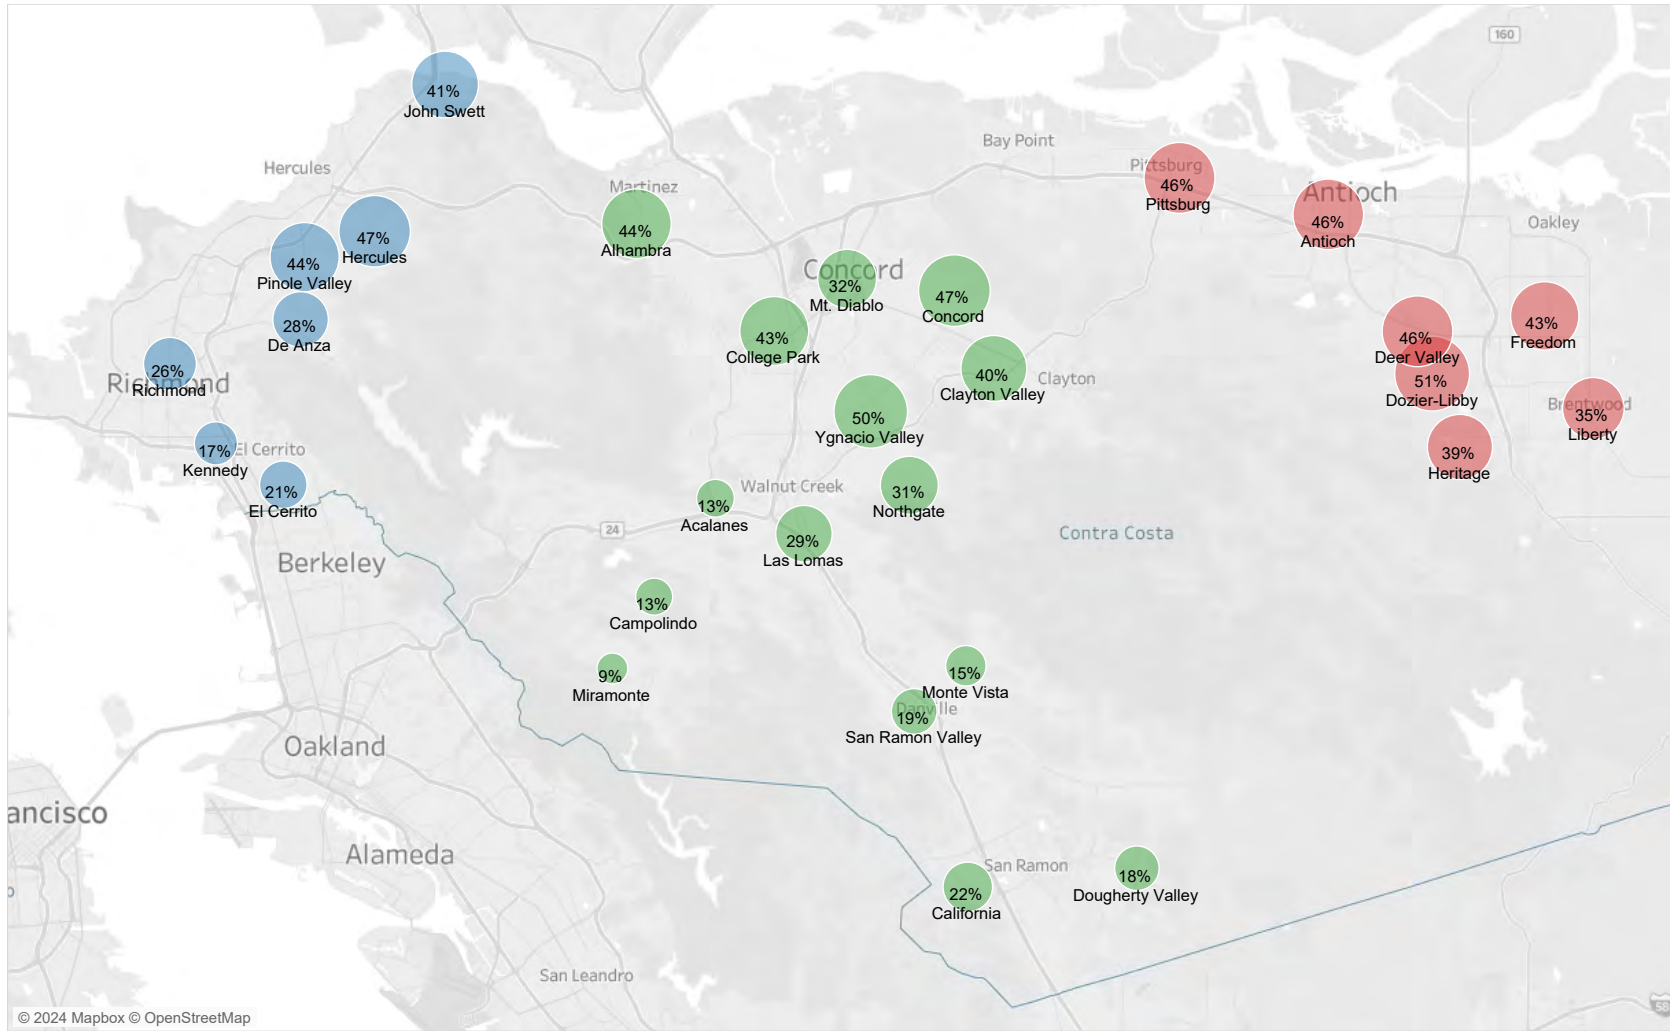 160
41%
John Swett
Bay Point
Hercules
Martinez
Pittsburg
46%
Pittsburg
Antioch
46%
Antioch
Oakley
44%
Alhambra
47%
Hercules
44%
Pinole Valley
Concord
32%
Mt. Diablo
47%
Concord
28%
De Anza
43%
College Park
46%
Deer Valley
43%
Freedom
26%
Richmond
Richmond
40%
Clayton Valley
Clayton
51%
Dozier-Libby
Brentwood
35%
Liberty
50%
Ygnacio Valley
17%
Kennedy
El Cerrito
39%
Heritage
21%
El Cerrito
Walnut Creek
31%
Northgate
13%
Acalanes
24
29%
Las Lomas
Contra Costa
Berkeley
13%
Campolindo
9%
Miramonte
15%
Monte Vista
Danville
19%
San Ramon Valley
Oakland
ancisco
Alameda
San Ramon
22%
California
18%
Dougherty Valley
San Leandro
58
© 2024 Mapbox © OpenStreetMap